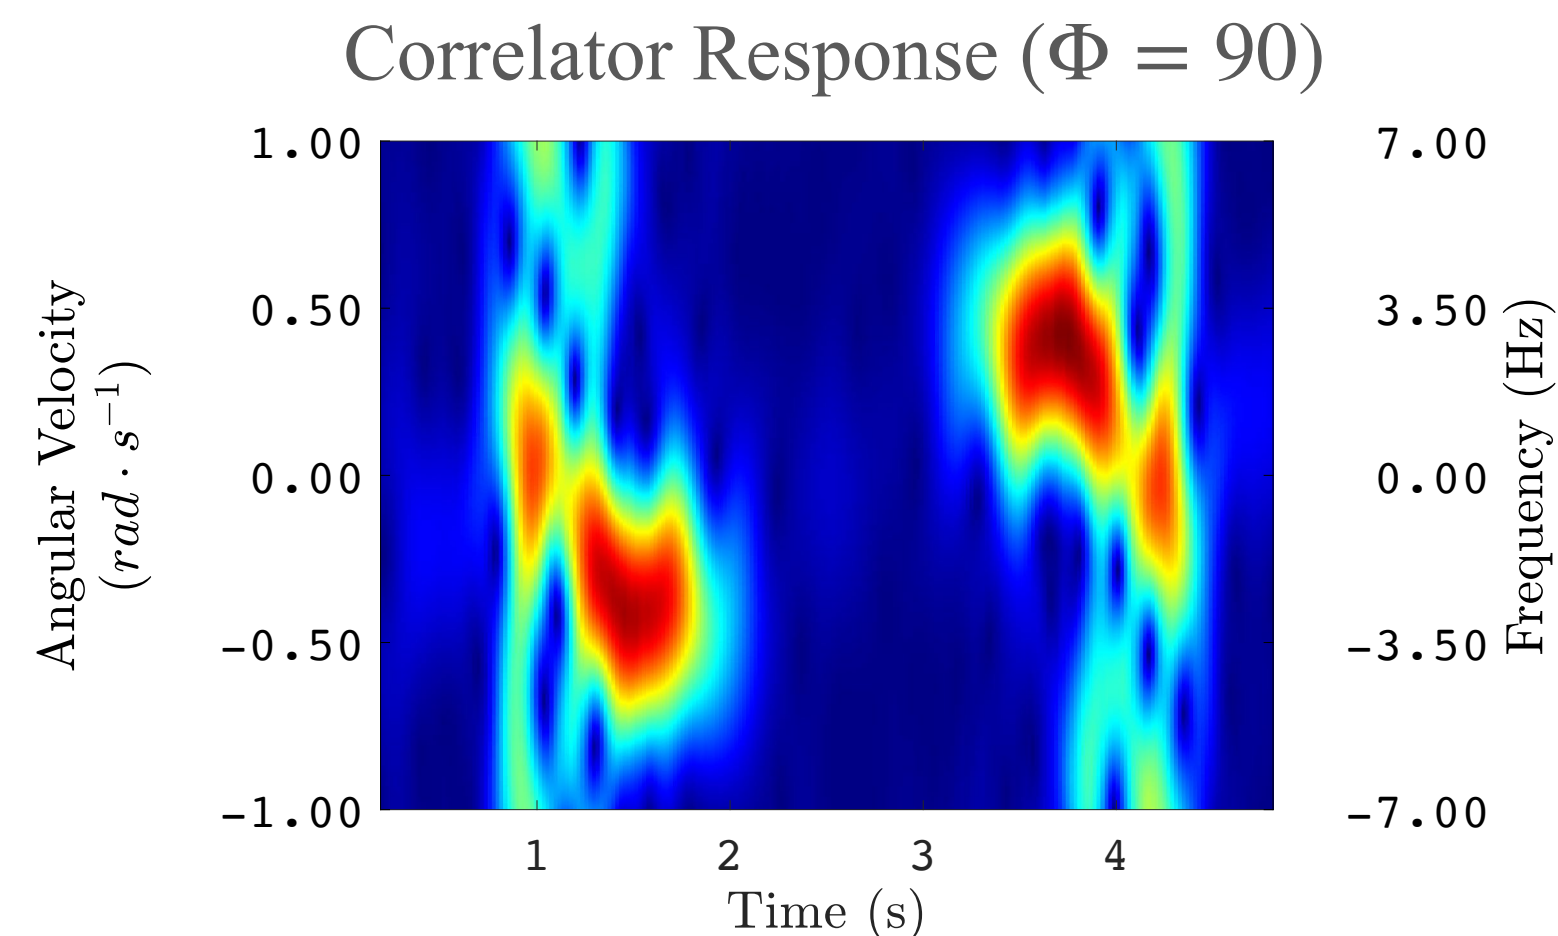 Correlator Response (Φ = 90)
Angular Velocity
(rad · s⁻¹)
1.00
0.50
0.00
−0.50
−1.00
7.00
3.50
0.00
−3.50
−7.00
Frequency (Hz)
1 2 3 4
Time (s)